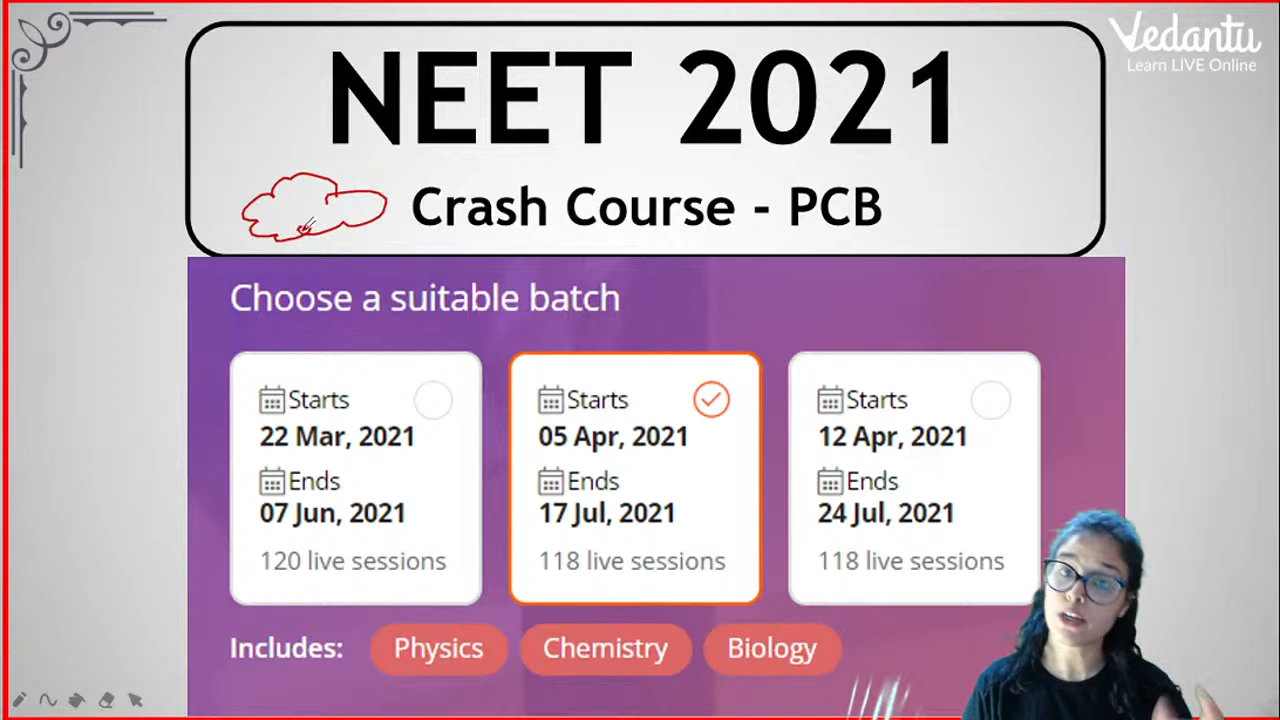 Vedantu
Learn LIVE Online
NEET 2021
Crash Course - PCB
Choose a suitable batch
Starts
22 Mar, 2021
Ends
07 Jun, 2021
120 live sessions
Starts
05 Apr, 2021
Ends
17 Jul, 2021
118 live sessions
Starts
12 Apr, 2021
Ends
24 Jul, 2021
118 live sessions
Includes: Physics Chemistry Biology